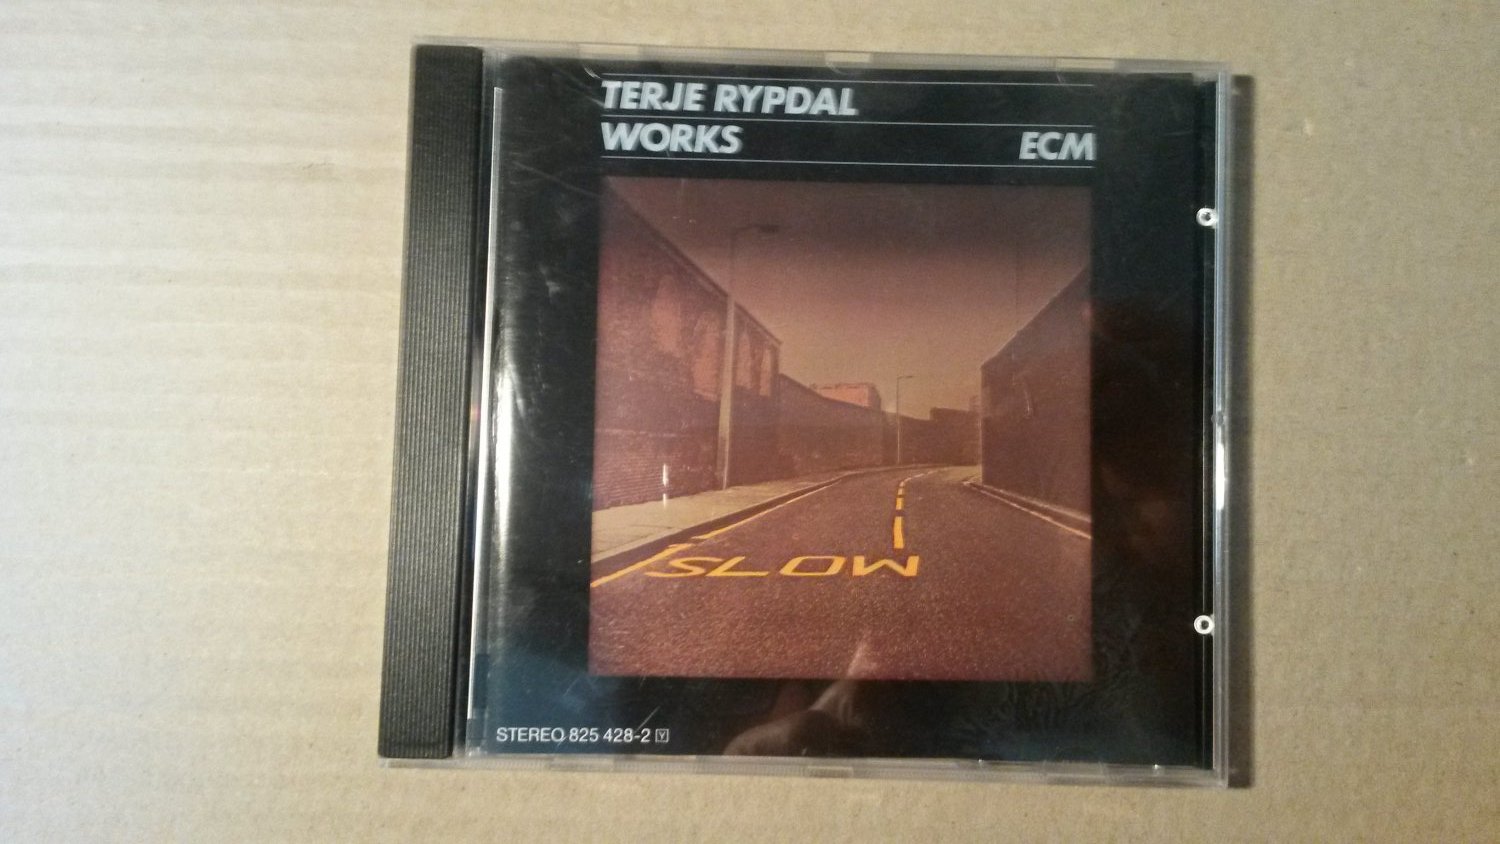 TERJE RYPDAL
WORKS ECM
SLOW
STEREO 825 428-2 Y